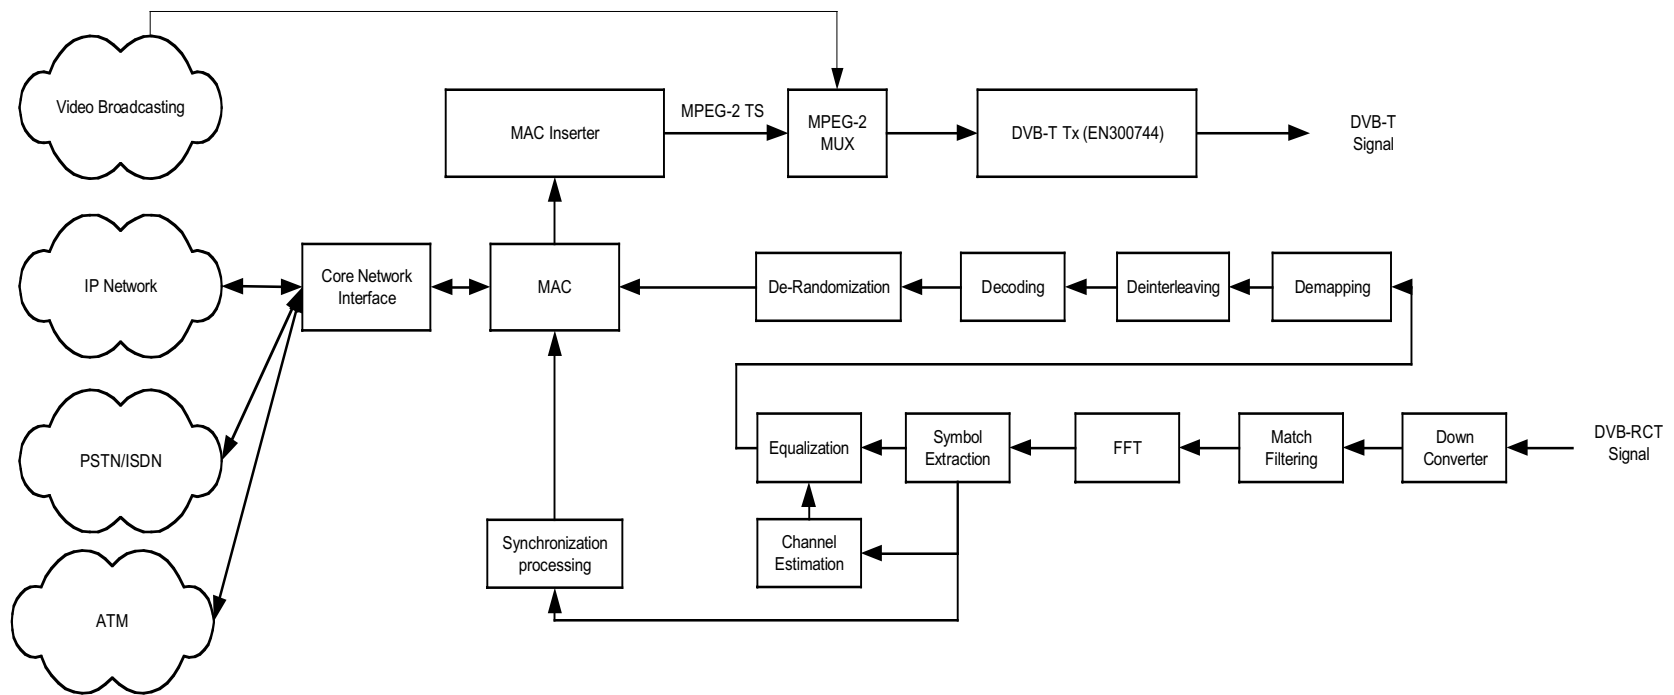 Video Broadcasting
MAC Inserter
MPEG-2 TS
MPEG-2
MUX
DVB-T Tx (EN300744)
DVB-T
Signal
IP Network
Core Network
Interface
MAC
De-Randomization
Decoding
Deinterleaving
Demapping
PSTN/ISDN
Equalization
Symbol
Extraction
FFT
Match
Filtering
Down
Converter
DVB-RCT
Signal
Synchronization
processing
Channel
Estimation
ATM